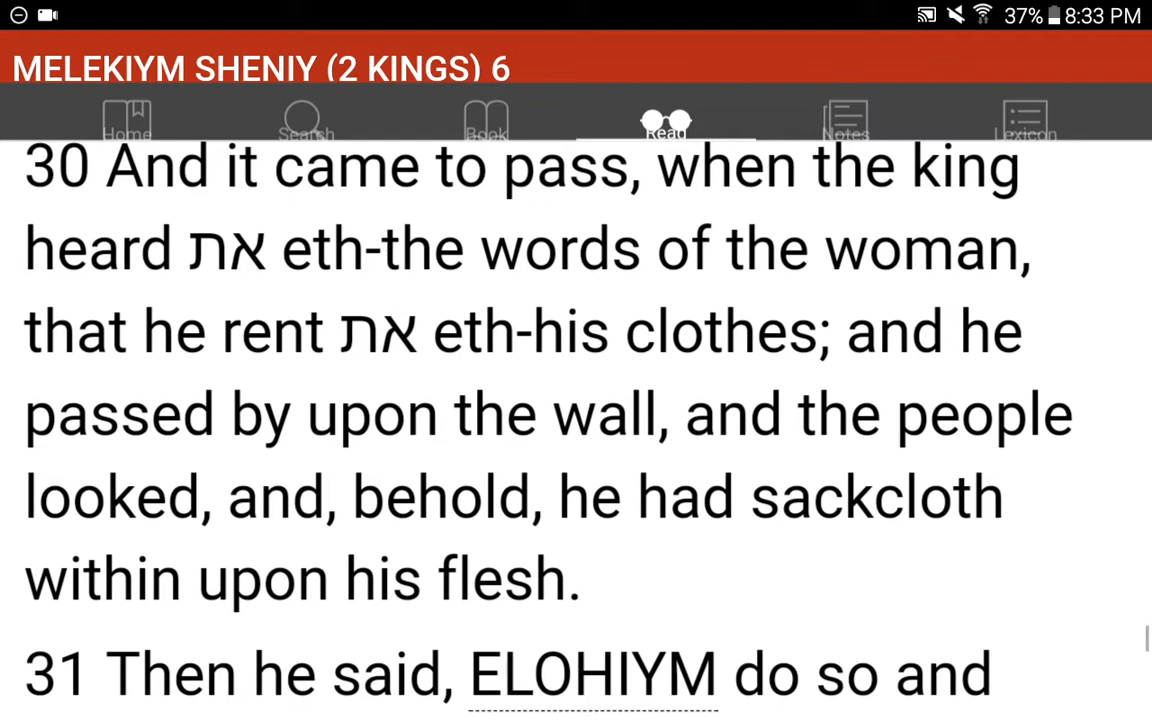 37% 8:33 PM
MELEKIYM SHENIY (2 KINGS) 6
Home Search Book Read Notes Lexicon
30 And it came to pass, when the king
heard את eth-the words of the woman,
that he rent את eth-his clothes; and he
passed by upon the wall, and the people
looked, and, behold, he had sackcloth
within upon his flesh.
31 Then he said, ELOHIYM do so and